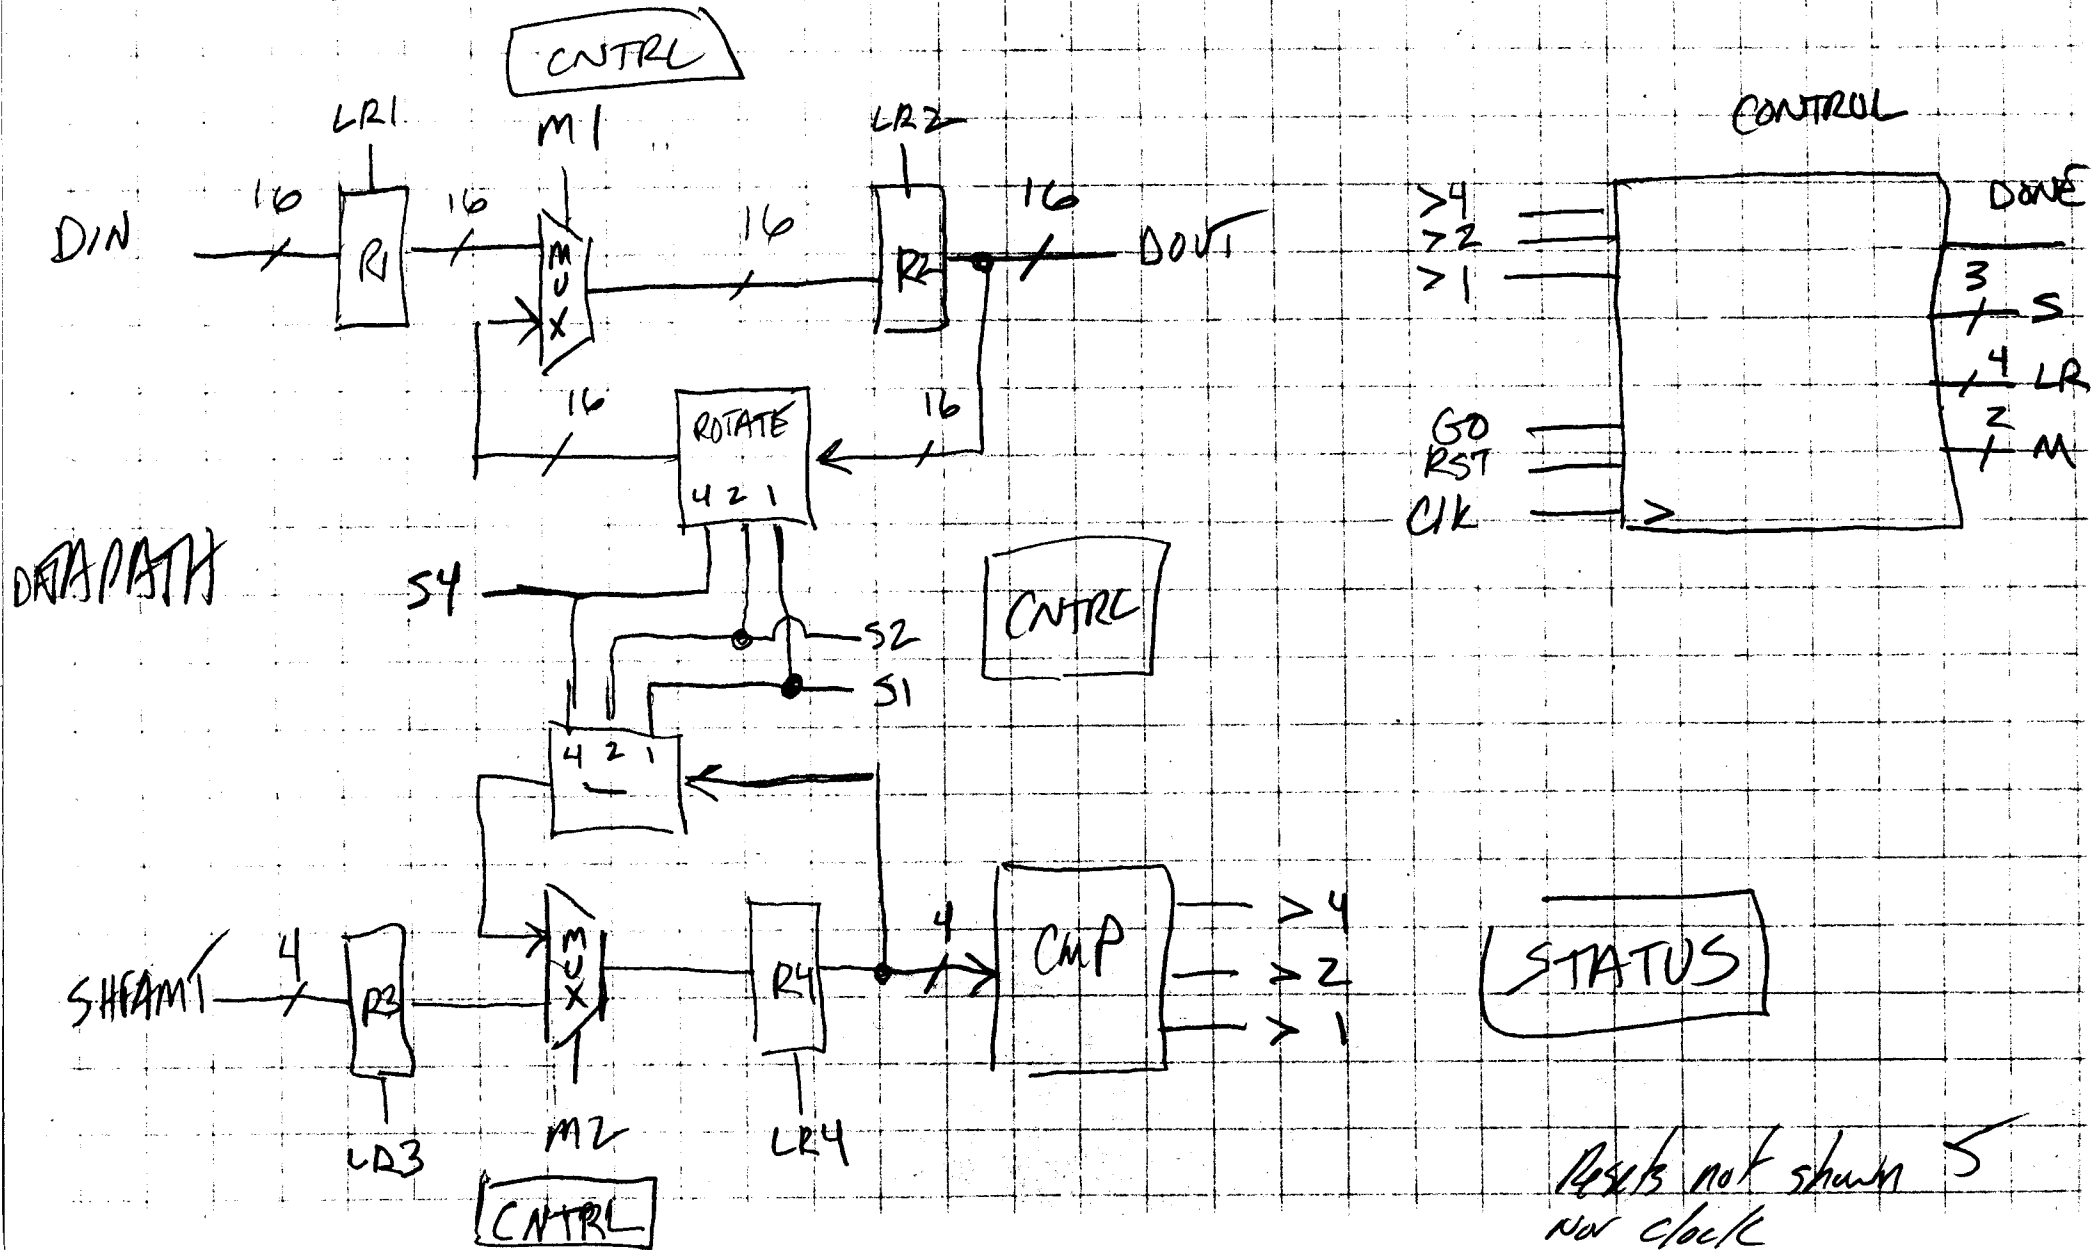 CNTRL
LR1
M1
LR2
CONTROL
DIN
16
R1
16
MUX
16
R2
16
DOUT
>4
>2
>1
DONE
3
S
4
LR
2
M
GO
RST
Clk
>
16
ROTATE
4 2 1
16
DATAPATH
S4
S2
S1
CNTRL
4 2 1
—
SHFAMT
4
R3
MUX
R4
4
CMP
>4
>2
>1
STATUS
LR3
M2
LR4
CNTRL
Resets not shown
Nor clock
5